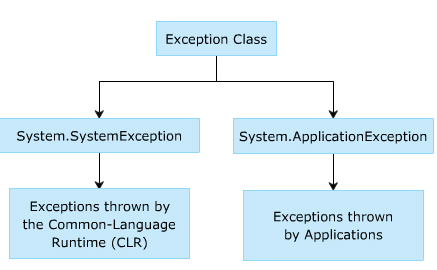 Exception Class
System.SystemException
System.ApplicationException
Exceptions thrown by
the Common-Language
Runtime (CLR)
Exceptions thrown
by Applications